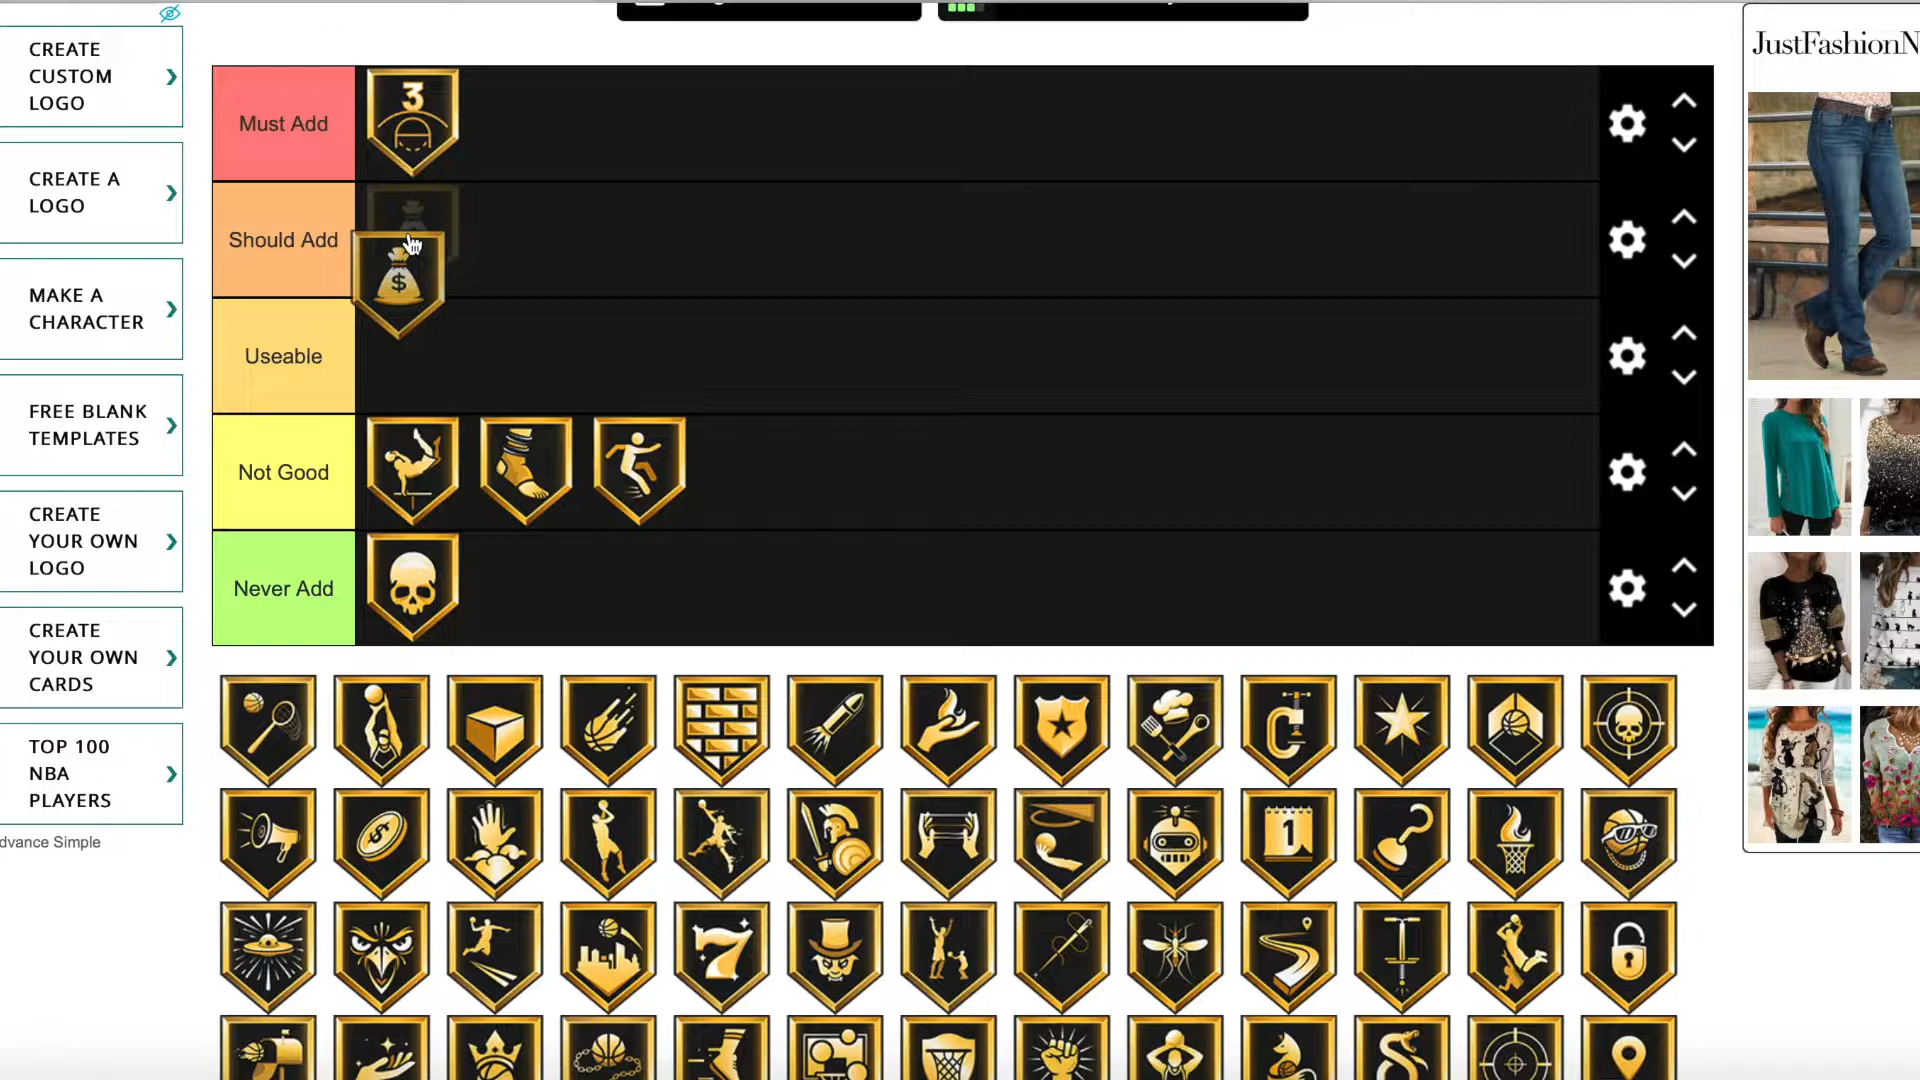 CREATE
CUSTOM
LOGO
CREATE A
LOGO
MAKE A
CHARACTER
FREE BLANK
TEMPLATES
CREATE
YOUR OWN
LOGO
CREATE
YOUR OWN
CARDS
TOP 100
NBA
PLAYERS
dvance Simple
Must Add
3
Should Add
$
Useable
Not Good
Never Add
C
$
1
7
JustFashionN